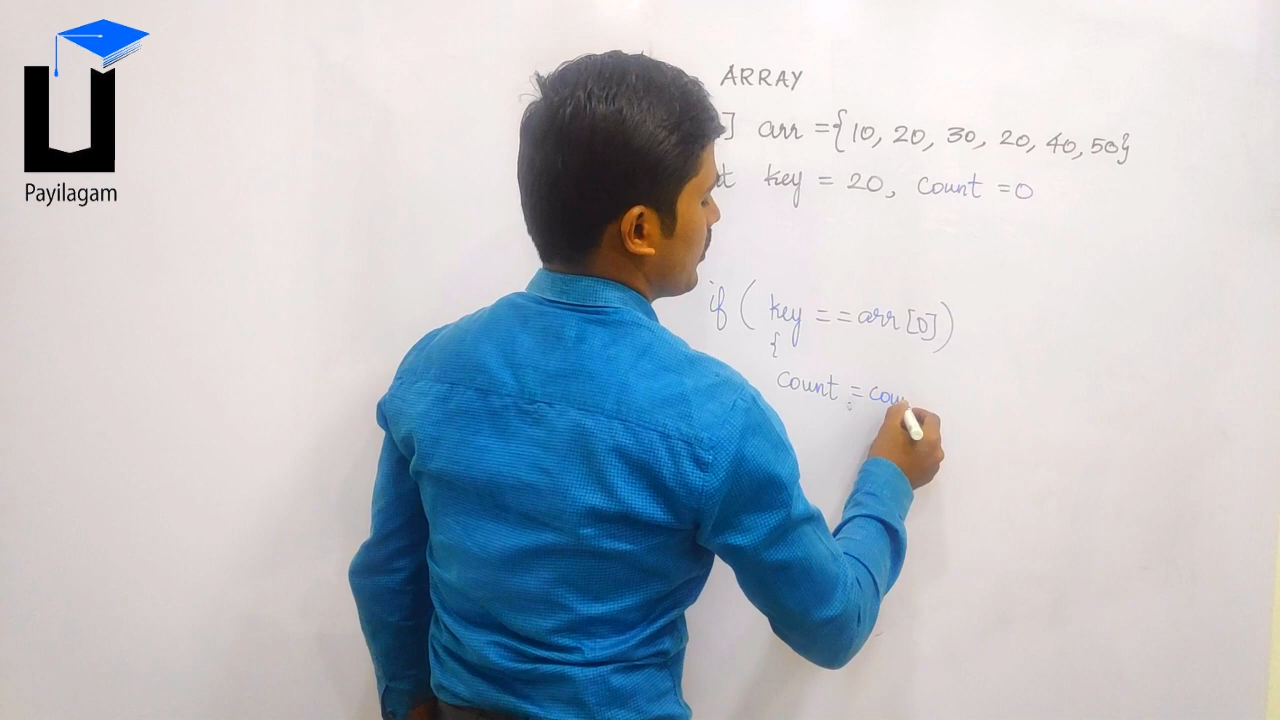 Payilagam
ARRAY
] arr ={10, 20, 30, 20, 40, 50}
key = 20, count =0
if ( key = = arr [0] )
{
count = cou